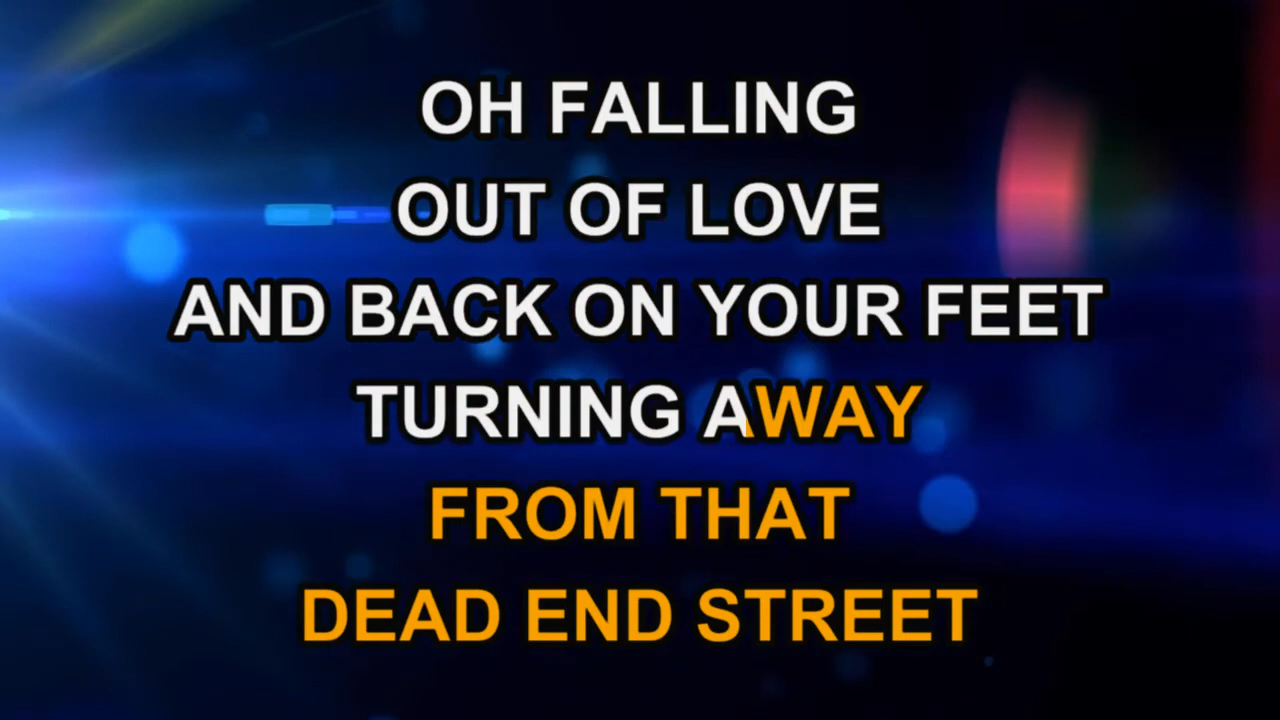 OH FALLING
OUT OF LOVE
AND BACK ON YOUR FEET
TURNING AWAY
FROM THAT
DEAD END STREET